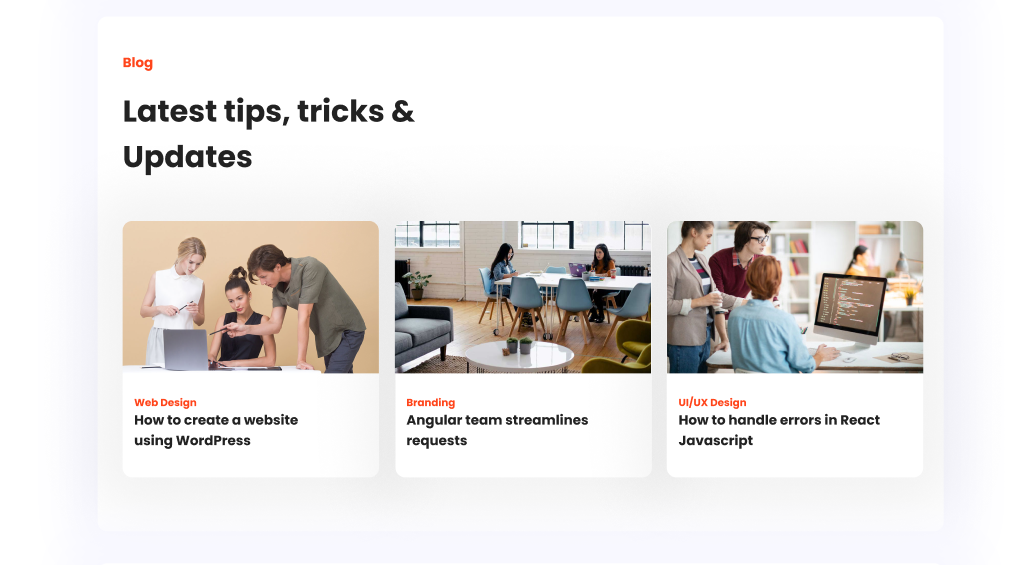 Blog
Latest tips, tricks &
Updates
Web Design
How to create a website
using WordPress
Branding
Angular team streamlines
requests
UI/UX Design
How to handle errors in React
Javascript